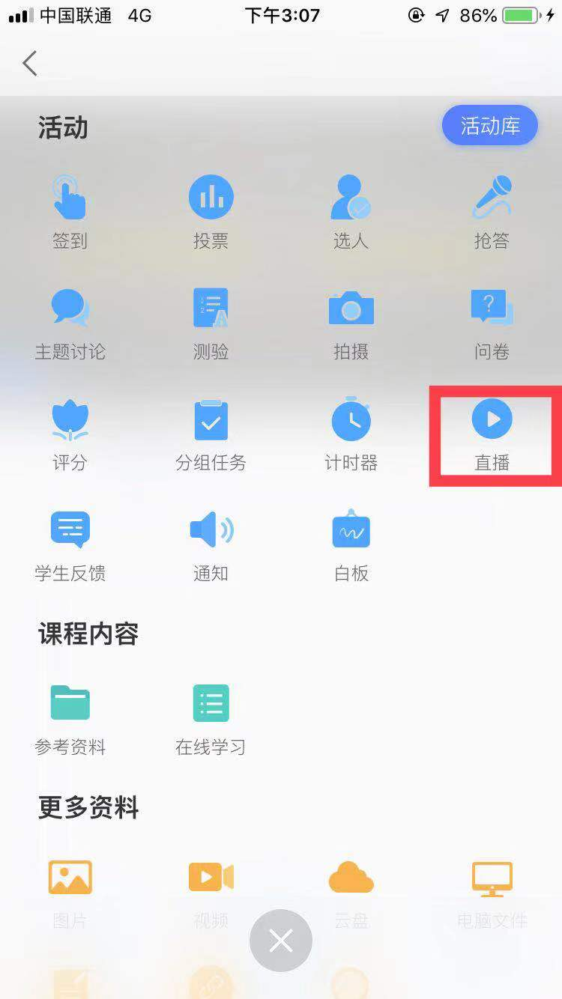 中国联通 4G 下午3:07 86%
活动 活动库
签到 投票 选人 抢答
主题讨论 测验 拍摄 问卷
评分 分组任务 计时器 直播
学生反馈 通知 白板
课程内容
参考资料 在线学习
更多资料
图片 视频 云盘 电脑文件